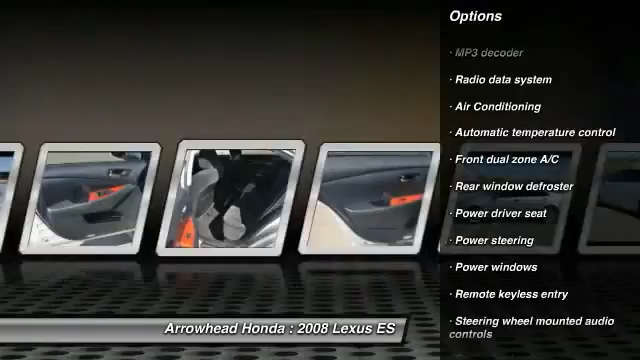 Options
· MP3 decoder
· Radio data system
· Air Conditioning
· Automatic temperature control
· Front dual zone A/C
· Rear window defroster
· Power driver seat
· Power steering
· Power windows
· Remote keyless entry
· Steering wheel mounted audio
controls
Arrowhead Honda : 2008 Lexus ES